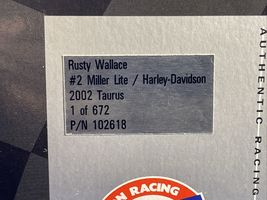 Rusty Wallace
#2 Miller Lite / Harley-Davidson
2002 Taurus
1 of 672
P/N 102618
AUTHENTIC RACING
RACING